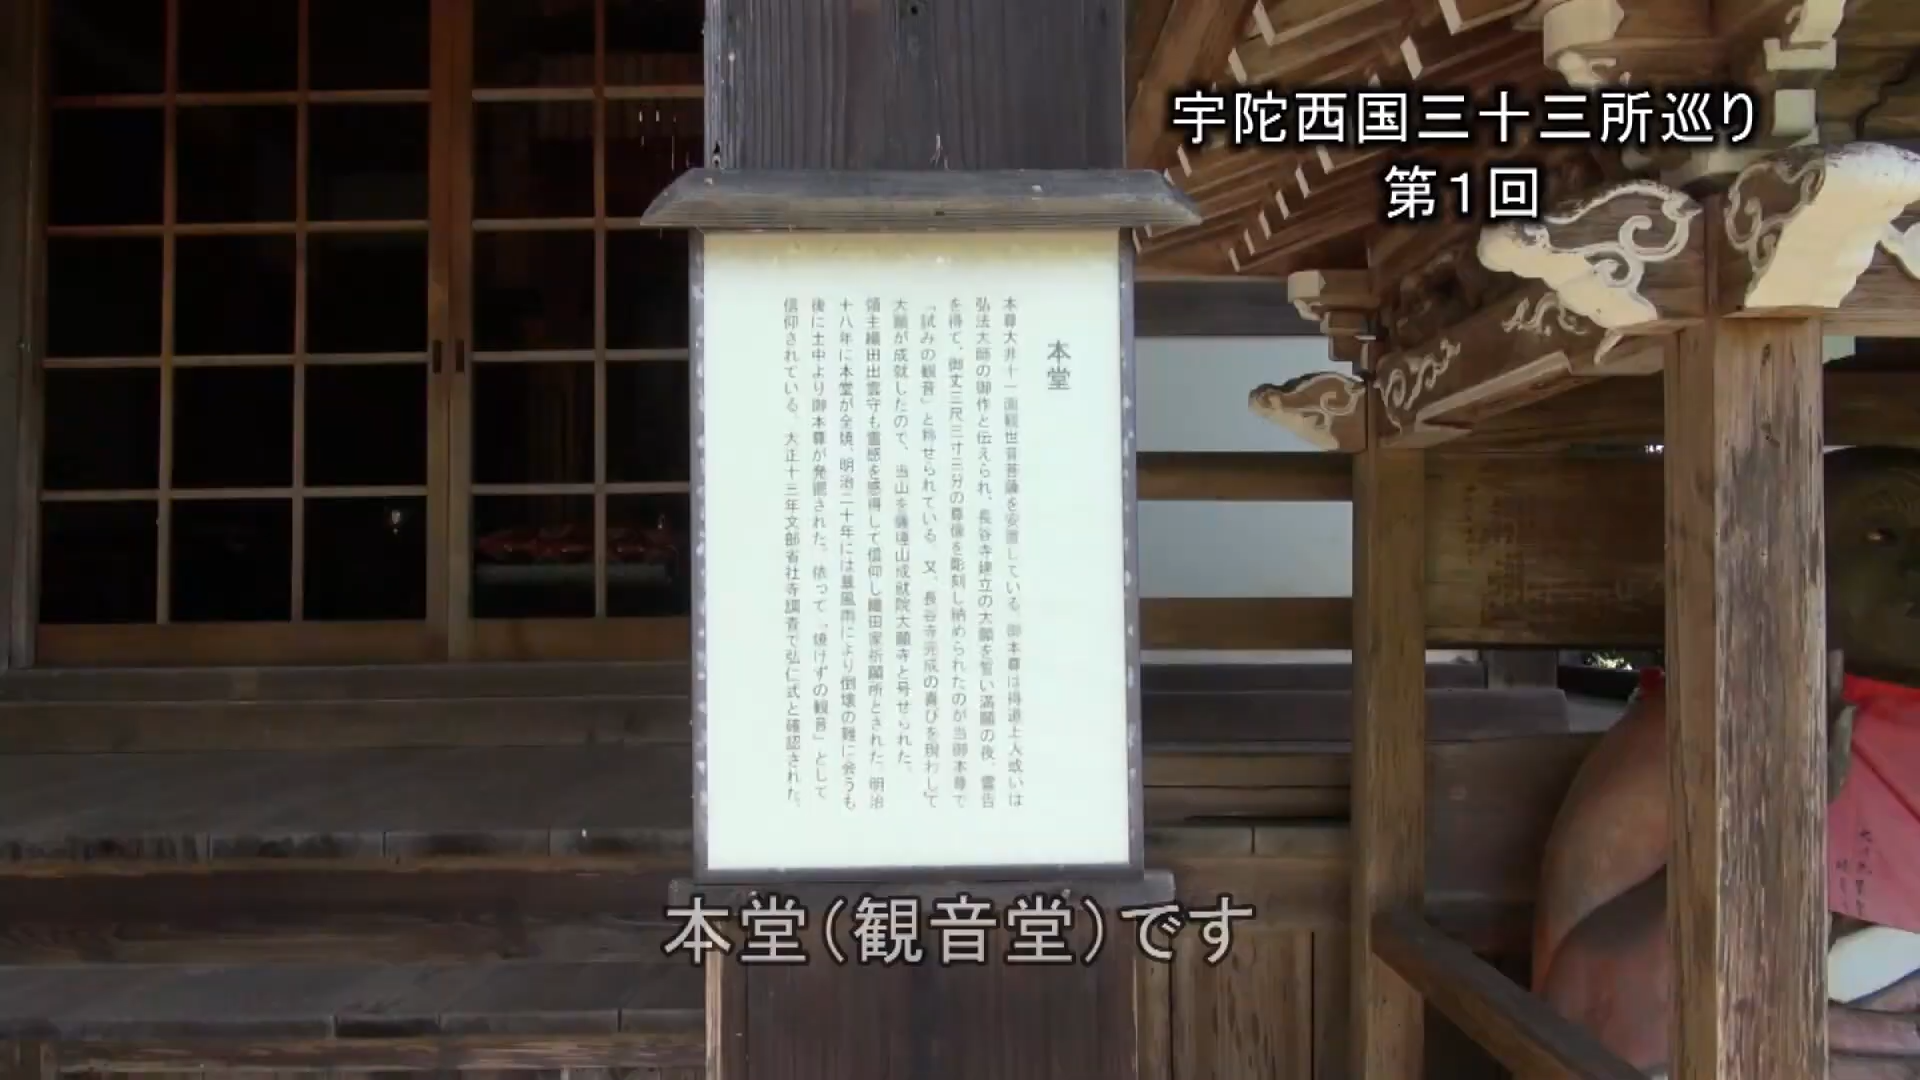 宇陀西国三十三所巡り
第1回
本堂
本尊大非十一面観世音菩薩を安置している。御本尊は得道上人或いは
弘法大師の御作と伝えられ、長谷寺建立の大願を誓い満願の夜、霊告
を得て、御丈三尺三寸三分の尊像を彫刻し納められたのが当御本尊で
「試みの観音」と称せられている。又、長谷寺完成の喜びを現わして
大願が成就したので、当山を薩埵山成就院大願寺と号せられた。
領主織田出雲守も霊感を感得して信仰し織田家祈願所とされた。明治
十八年に本堂が全焼、明治二十年には暴風雨により倒壊の難に会うも
後に土中より御本尊が発掘された。依って「焼けずの観音」として
信仰されている。大正十三年文部省社寺調査で弘仁式と確認された。
本堂(観音堂)です